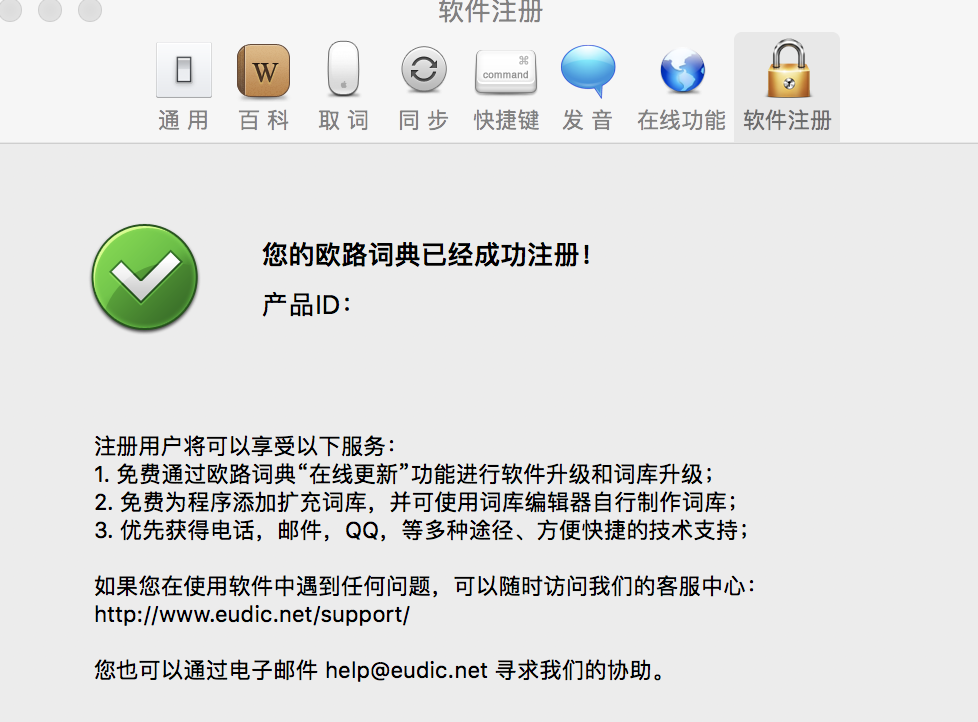 软件注册
W
⌘
command
通用
百科
取词
同步
快捷键
发音
在线功能
软件注册
您的欧路词典已经成功注册！
产品ID：
注册用户将可以享受以下服务：
1. 免费通过欧路词典“在线更新”功能进行软件升级和词库升级；
2. 免费为程序添加扩充词库，并可使用词库编辑器自行制作词库；
3. 优先获得电话，邮件，QQ，等多种途径、方便快捷的技术支持；
如果您在使用软件中遇到任何问题，可以随时访问我们的客服中心：
http://www.eudic.net/support/
您也可以通过电子邮件 help@eudic.net 寻求我们的协助。